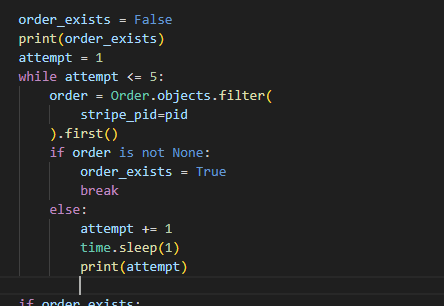 order_exists = False
print(order_exists)
attempt = 1
while attempt <= 5:
    order = Order.objects.filter(
        stripe_pid=pid
    ).first()
    if order is not None:
        order_exists = True
        break
    else:
        attempt += 1
        time.sleep(1)
        print(attempt)
if order_exists: